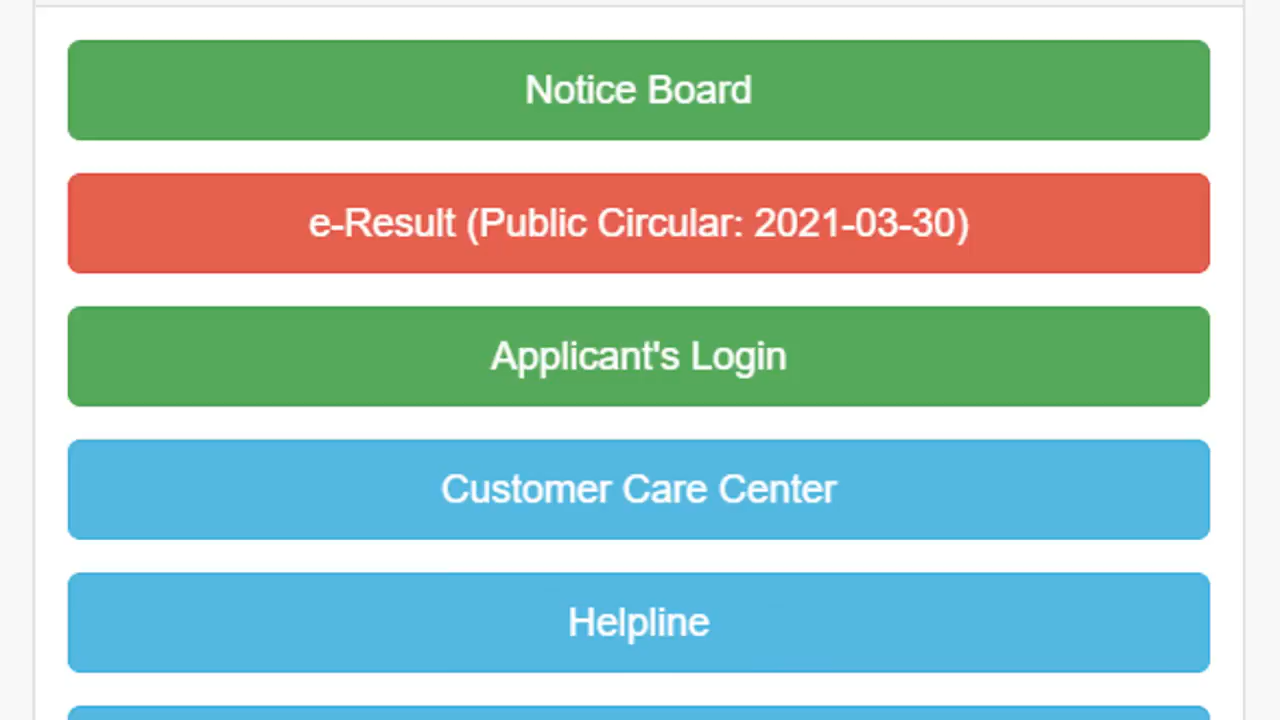 Notice Board
e-Result (Public Circular: 2021-03-30)
Applicant's Login
Customer Care Center
Helpline